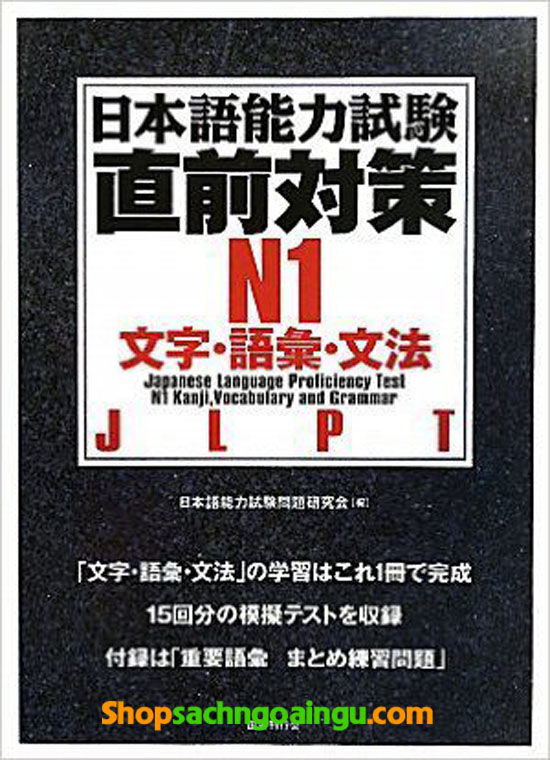 日本語能力試験
直前対策
N1
文字・語彙・文法
Japanese Language Proficiency Test
N1 Kanji,Vocabulary and Grammar
JLPT
日本語能力試験問題研究会[編]
「文字・語彙・文法」の学習はこれ1冊で完成
15回分の模擬テストを収録
付録は「重要語彙　まとめ練習問題」
Shopsachngoaingu.com